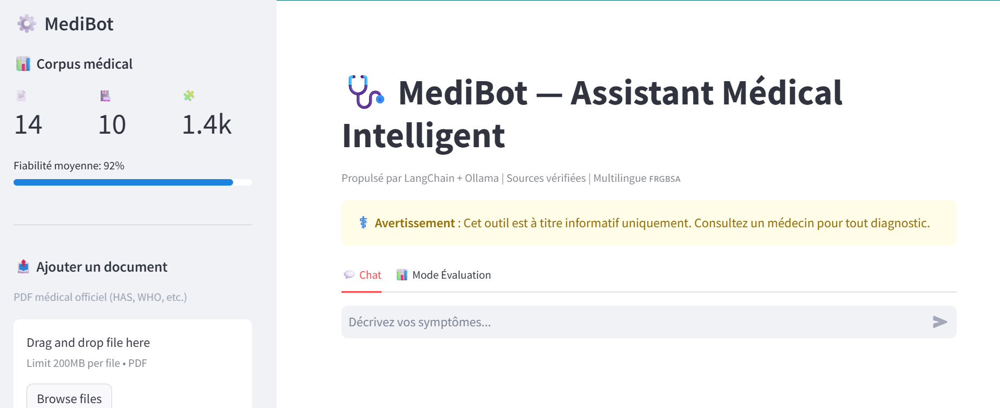 MediBot
Corpus médical
14
10
1.4k
Fiabilité moyenne: 92%
Ajouter un document
PDF médical officiel (HAS, WHO, etc.)
Drag and drop file here
Limit 200MB per file • PDF
Browse files
MediBot — Assistant Médical
Intelligent
Propulsé par LangChain + Ollama | Sources vérifiées | Multilingue FRGBSA
Avertissement : Cet outil est à titre informatif uniquement. Consultez un médecin pour tout diagnostic.
Chat
Mode Évaluation
Décrivez vos symptômes...